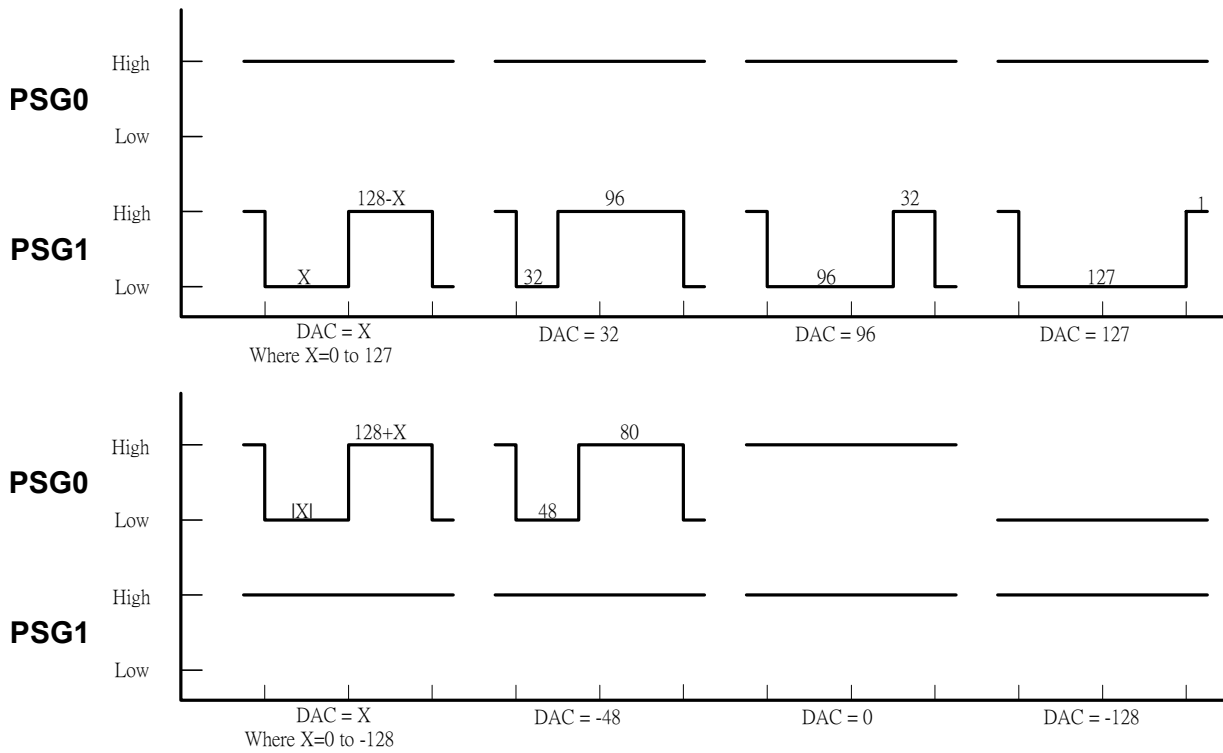 High
PSG0
Low
128-X 96 32 1
High
PSG1
X 32 96 127
Low
DAC = X DAC = 32 DAC = 96 DAC = 127
Where X=0 to 127
128+X 80
High
PSG0
|X| 48
Low
High
PSG1
Low
DAC = X DAC = -48 DAC = 0 DAC = -128
Where X=0 to -128